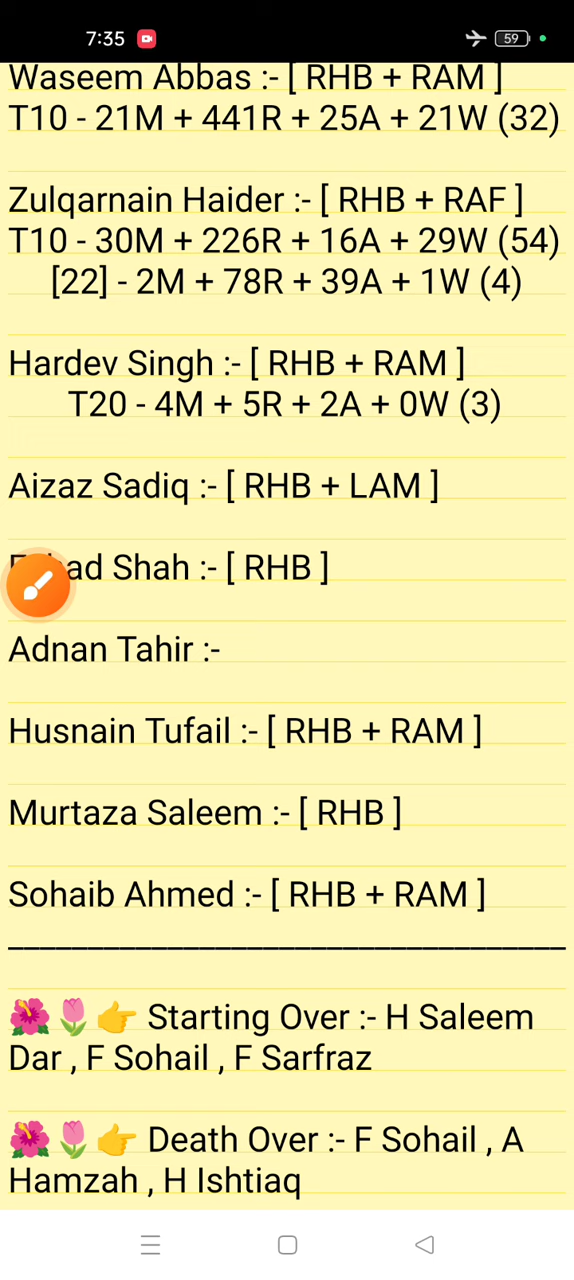 7:35
59
Waseem Abbas :- [ RHB + RAM ]
T10 - 21M + 441R + 25A + 21W (32)
Zulqarnain Haider :- [ RHB + RAF ]
T10 - 30M + 226R + 16A + 29W (54)
[22] - 2M + 78R + 39A + 1W (4)
Hardev Singh :- [ RHB + RAM ]
T20 - 4M + 5R + 2A + 0W (3)
Aizaz Sadiq :- [ RHB + LAM ]
Shah :- [ RHB ]
Adnan Tahir :-
Husnain Tufail :- [ RHB + RAM ]
Murtaza Saleem :- [ RHB ]
Sohaib Ahmed :- [ RHB + RAM ]
🌺🌷👉 Starting Over :- H Saleem
Dar , F Sohail , F Sarfraz
🌺🌷👉 Death Over :- F Sohail , A
Hamzah , H Ishtiaq